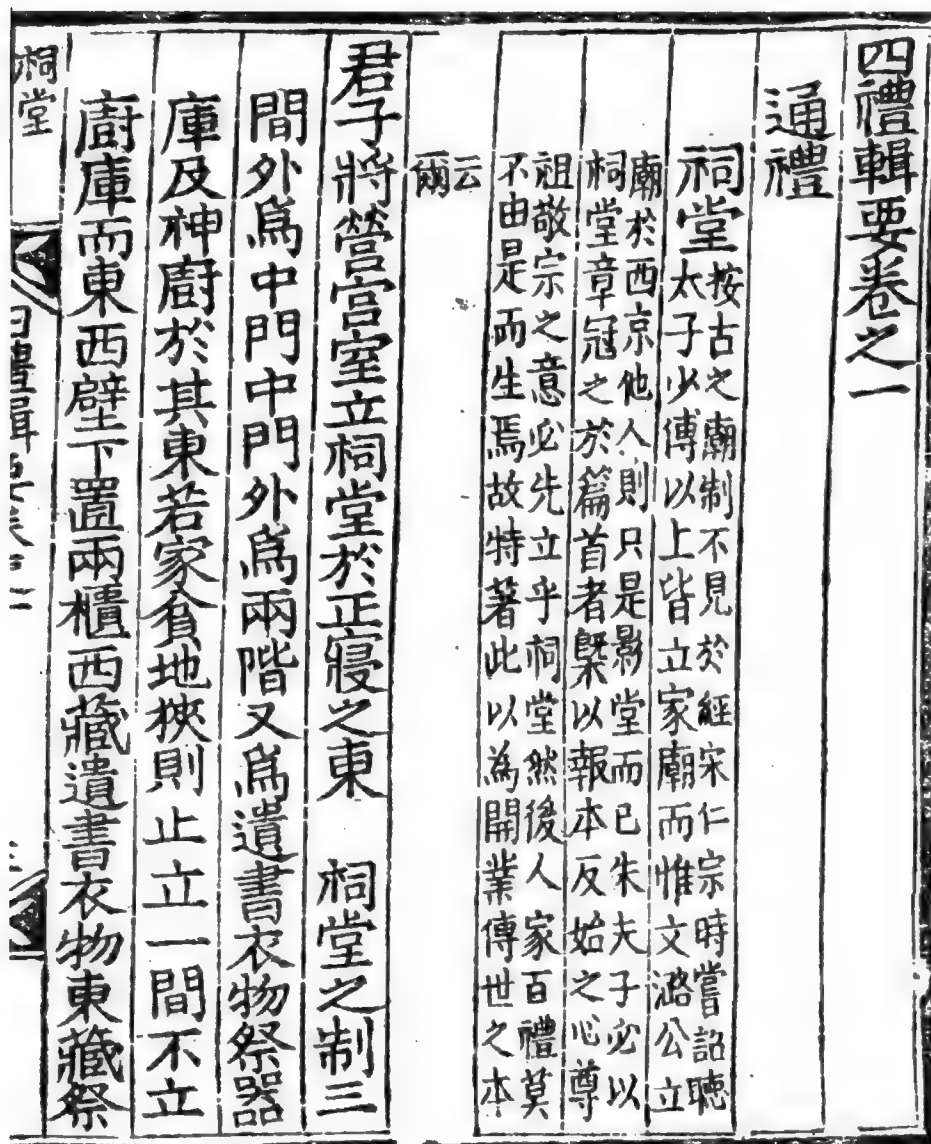 四禮輯要卷之一
通禮
祠堂
按古之廟制不見於經宋仁宗時嘗詔聽
太子少傅以上皆立家廟而惟文潞公立
廟於西京他人則只是影堂而已朱夫子必以
祠堂章冠之於篇首者槩以報本反始之心尊
祖敬宗之意必先立乎祠堂然後人家百禮莫
不由是而生焉故特著此以為開業傳世之本
云
爾
君子將營宮室立祠堂於正寢之東　祠堂之制三
間外爲中門中門外爲兩階又爲遺書衣物祭器
庫及神廚於其東若家貧地狹則止立一間不立
廚庫而東西壁下置兩櫃西藏遺書衣物東藏祭
祠堂
四禮輯要卷之一